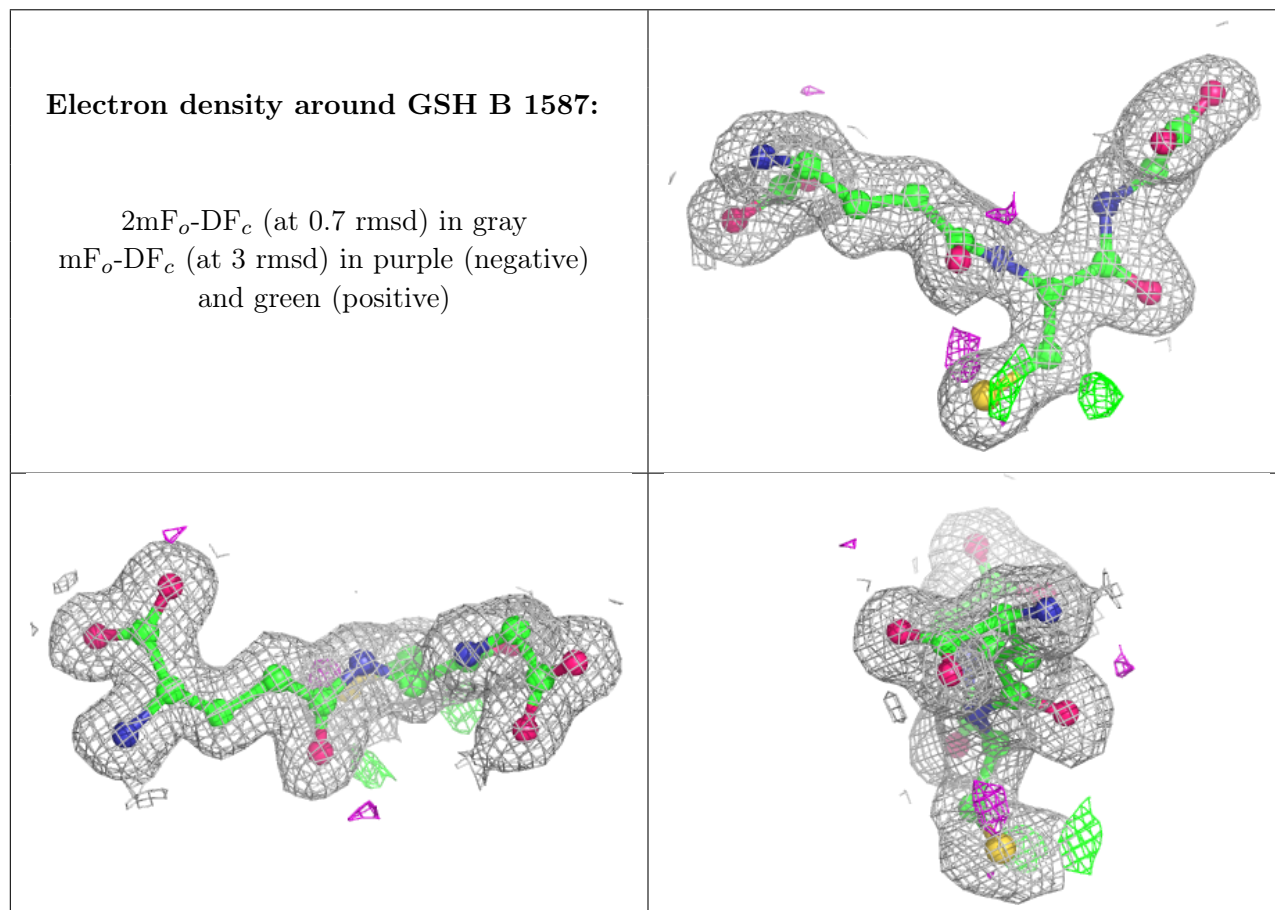 Electron density around GSH B 1587:
2mFo-DFc (at 0.7 rmsd) in gray
mFo-DFc (at 3 rmsd) in purple (negative)
and green (positive)